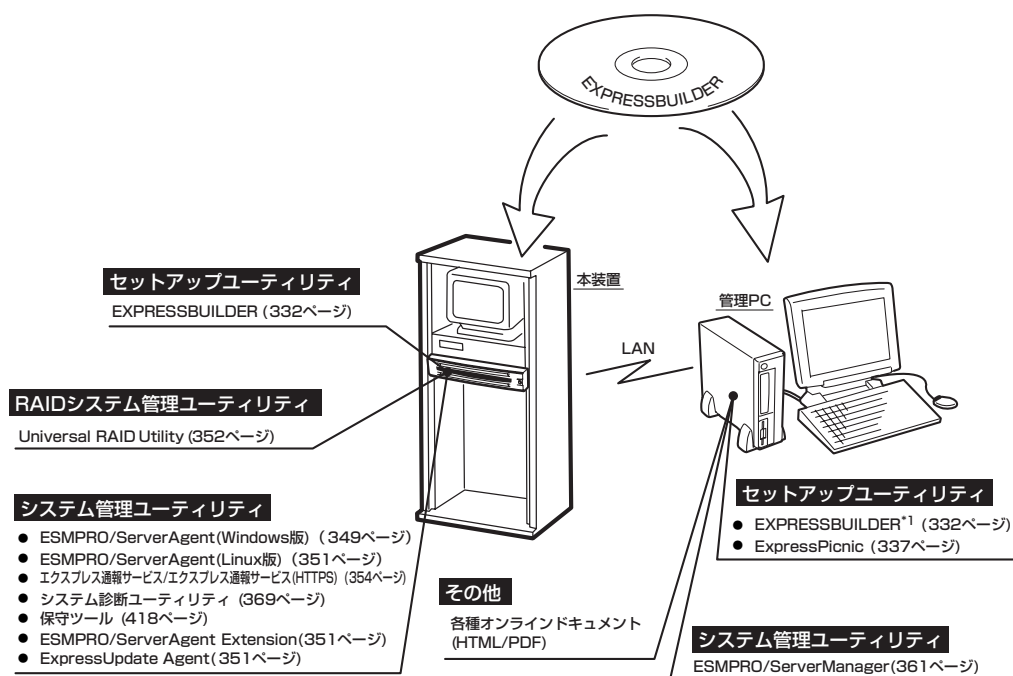 EXPRESSBUILDER
本装置
管理PC
LAN
セットアップユーティリティ
EXPRESSBUILDER (332ページ)
RAIDシステム管理ユーティリティ
Universal RAID Utility (352ページ)
システム管理ユーティリティ
● ESMPRO/ServerAgent(Windows版) (349ページ)
● ESMPRO/ServerAgent(Linux版) (351ページ)
● エクスプレス通報サービス/エクスプレス通報サービス(HTTPS) (354ページ)
● システム診断ユーティリティ (369ページ)
● 保守ツール (418ページ)
● ESMPRO/ServerAgent Extension(351ページ)
● ExpressUpdate Agent(351ページ)
その他
各種オンラインドキュメント
(HTML/PDF)
セットアップユーティリティ
● EXPRESSBUILDER*1 (332ページ)
● ExpressPicnic (337ページ)
システム管理ユーティリティ
ESMPRO/ServerManager(361ページ)